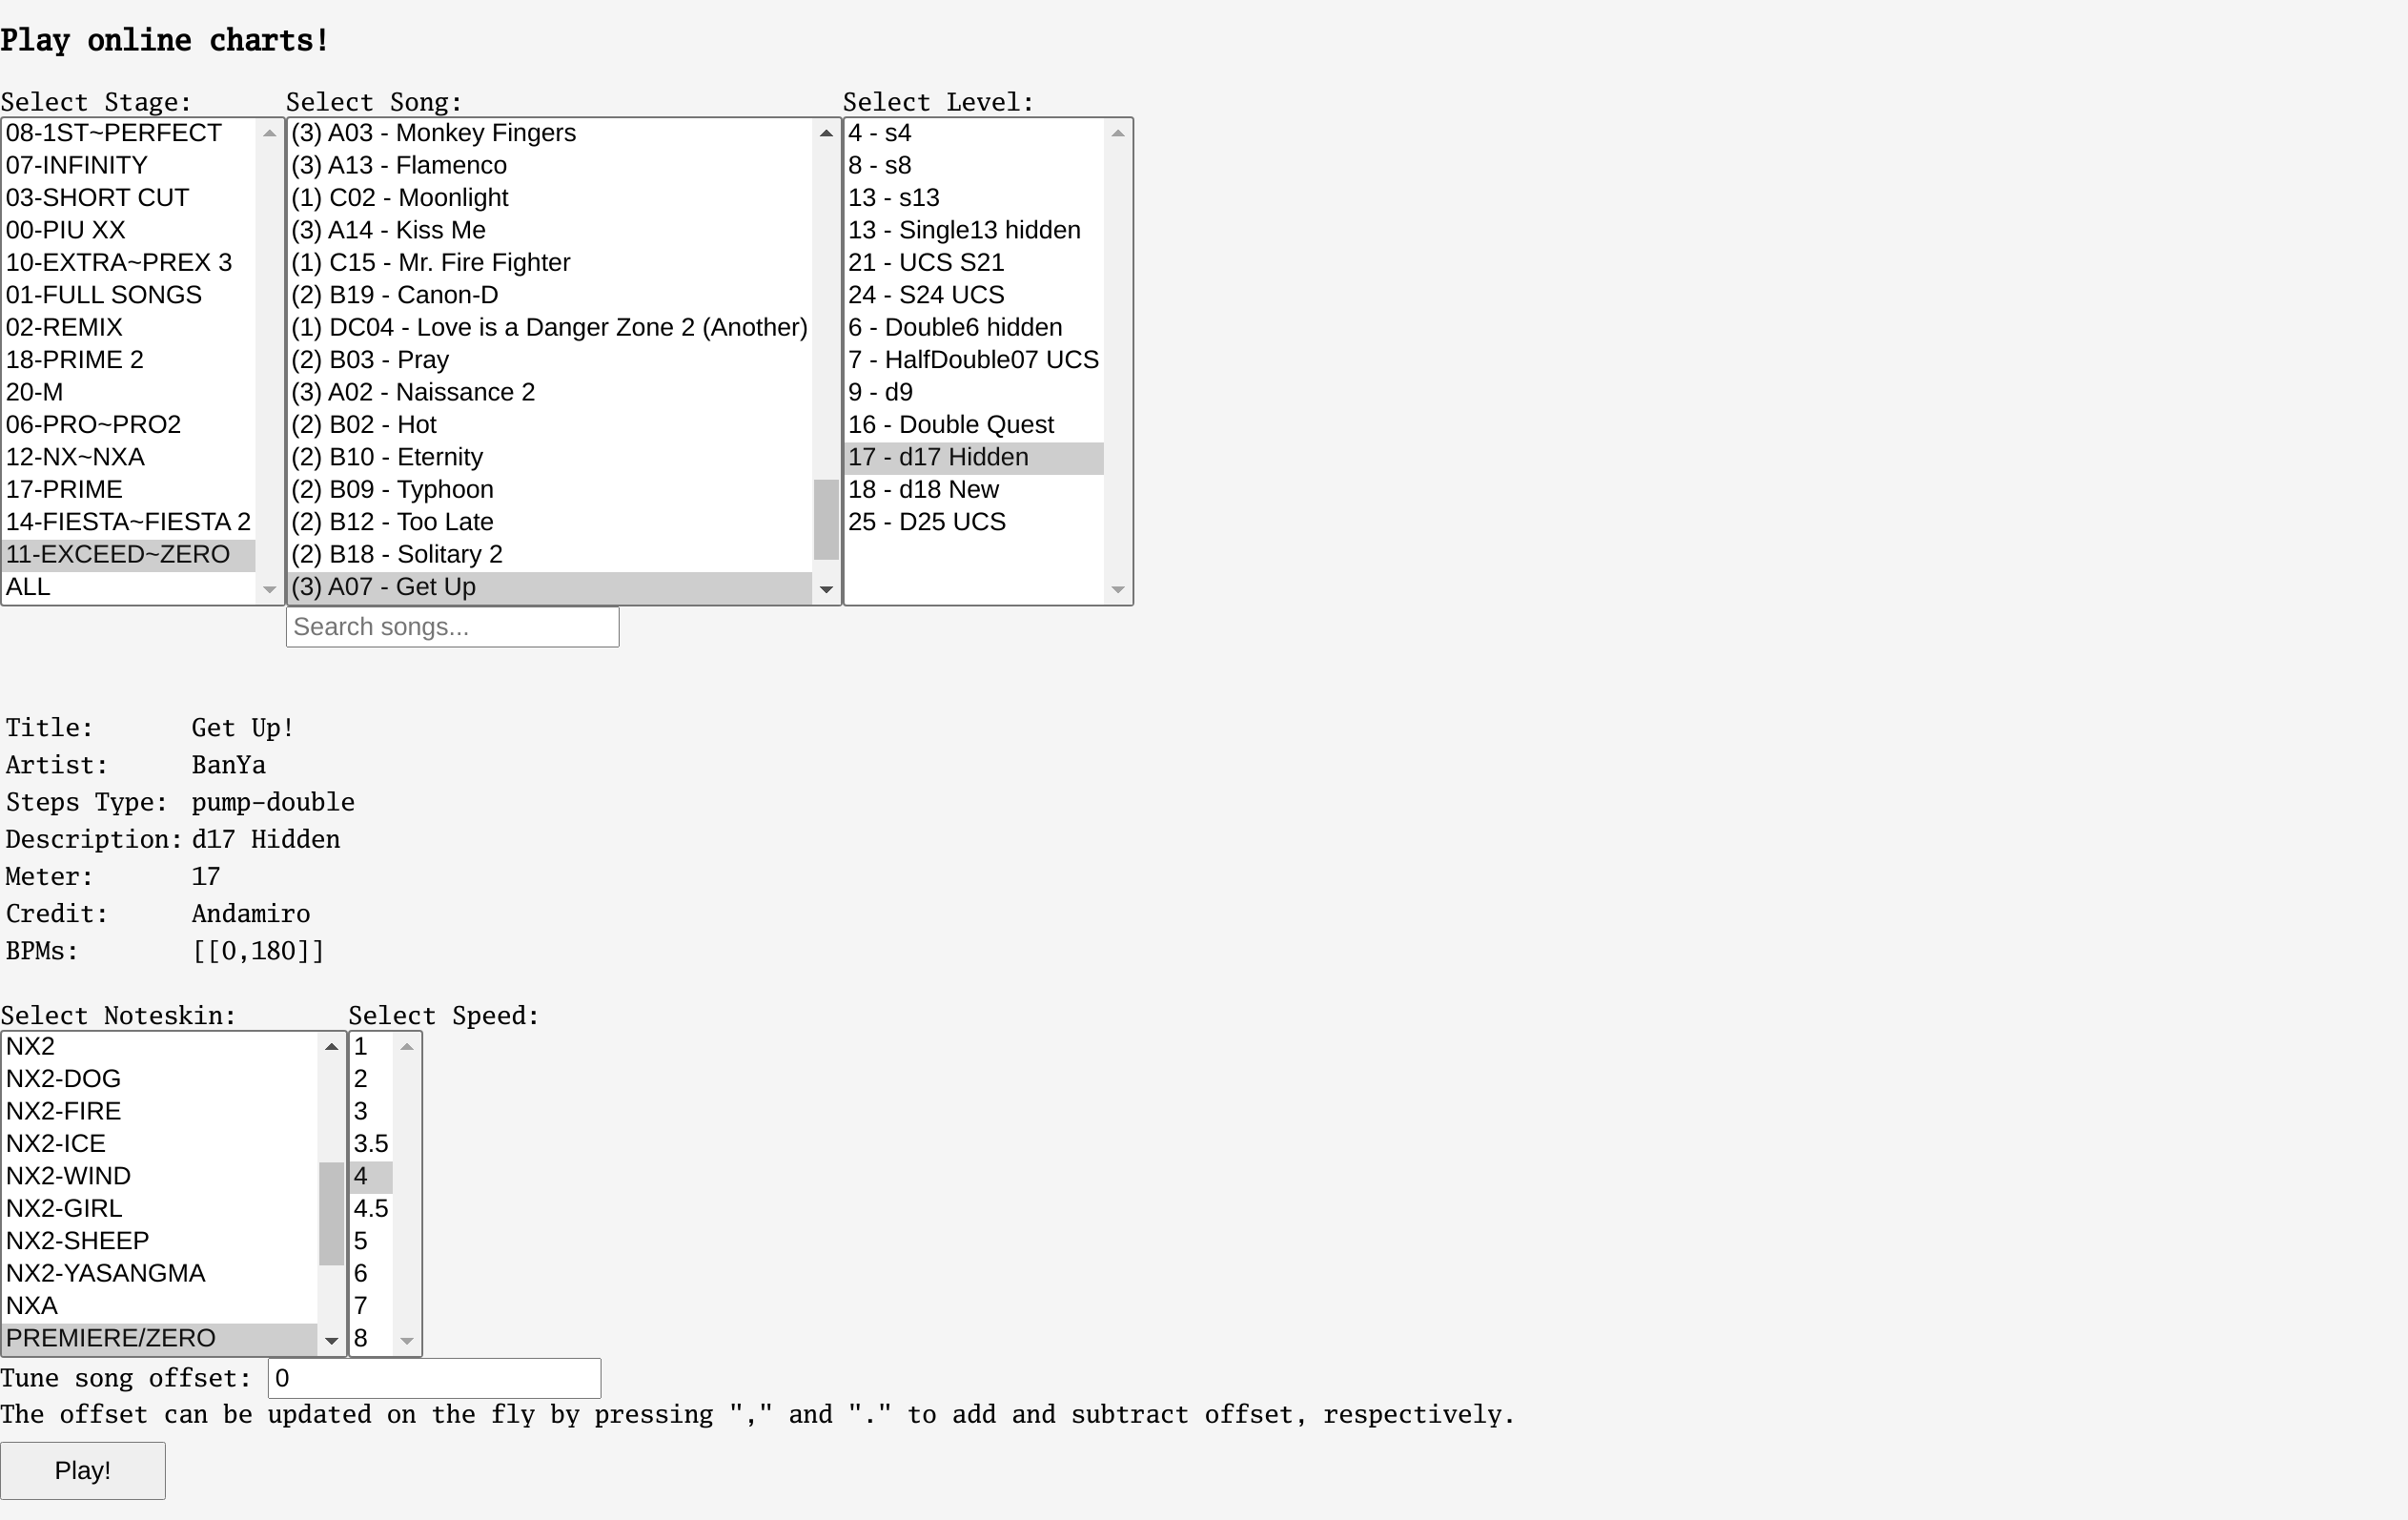 Play online charts!
Select Stage:
08-1ST~PERFECT
07-INFINITY
03-SHORT CUT
00-PIU XX
10-EXTRA~PREX 3
01-FULL SONGS
02-REMIX
18-PRIME 2
20-M
06-PRO~PRO2
12-NX~NXA
17-PRIME
14-FIESTA~FIESTA 2
11-EXCEED~ZERO
ALL
Select Song:
(3) A03 - Monkey Fingers
(3) A13 - Flamenco
(1) C02 - Moonlight
(3) A14 - Kiss Me
(1) C15 - Mr. Fire Fighter
(2) B19 - Canon-D
(1) DC04 - Love is a Danger Zone 2 (Another)
(2) B03 - Pray
(3) A02 - Naissance 2
(2) B02 - Hot
(2) B10 - Eternity
(2) B09 - Typhoon
(2) B12 - Too Late
(2) B18 - Solitary 2
(3) A07 - Get Up
Search songs...
Select Level:
4 - s4
8 - s8
13 - s13
13 - Single13 hidden
21 - UCS S21
24 - S24 UCS
6 - Double6 hidden
7 - HalfDouble07 UCS
9 - d9
16 - Double Quest
17 - d17 Hidden
18 - d18 New
25 - D25 UCS
Title: Get Up!
Artist: BanYa
Steps Type: pump-double
Description: d17 Hidden
Meter: 17
Credit: Andamiro
BPMs: [[0,180]]
Select Noteskin:
NX2
NX2-DOG
NX2-FIRE
NX2-ICE
NX2-WIND
NX2-GIRL
NX2-SHEEP
NX2-YASANGMA
NXA
PREMIERE/ZERO
Select Speed:
1
2
3
3.5
4
4.5
5
6
7
8
Tune song offset: 0
The offset can be updated on the fly by pressing "," and "." to add and subtract offset, respectively.
Play!